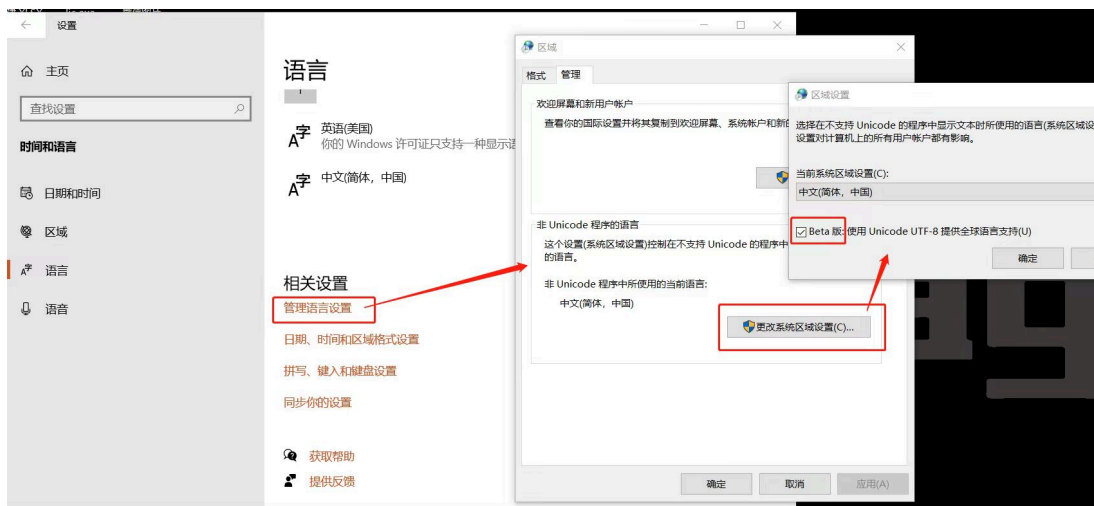 设置
主页
查找设置
时间和语言
日期和时间
区域
语言
语音
语言
英语(美国)
你的 Windows 许可证只支持一种显示语
中文(简体，中国)
相关设置
管理语言设置
日期、时间和区域格式设置
拼写、键入和键盘设置
同步你的设置
获取帮助
提供反馈
区域
格式 管理
欢迎屏幕和新用户帐户
查看你的国际设置并将其复制到欢迎屏幕、系统帐户和新的
非 Unicode 程序的语言
这个设置(系统区域设置)控制在不支持 Unicode 的程序中
的语言。
非 Unicode 程序中所使用的当前语言:
中文(简体，中国)
更改系统区域设置(C)...
确定 取消 应用(A)
区域设置
选择在不支持 Unicode 的程序中显示文本时所使用的语言(系统区域设
设置对计算机上的所有用户帐户都有影响。
当前系统区域设置(C):
中文(简体，中国)
Beta 版: 使用 Unicode UTF-8 提供全球语言支持(U)
确定